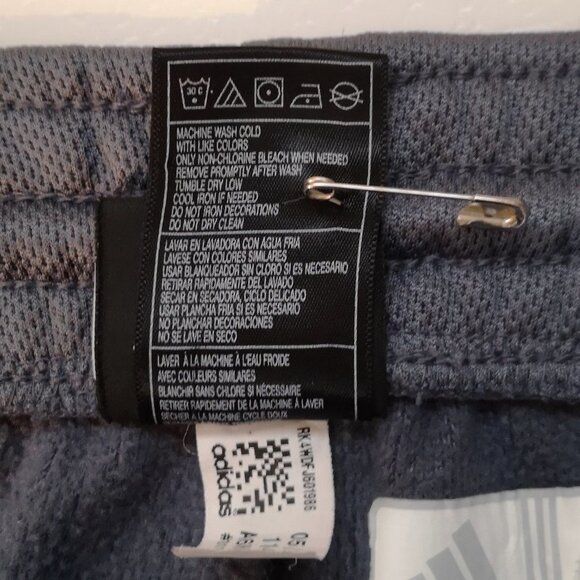 30 C
MACHINE WASH COLD
WITH LIKE COLORS
ONLY NON-CHLORINE BLEACH WHEN NEEDED
REMOVE PROMPTLY AFTER WASH
TUMBLE DRY LOW
COOL IRON IF NEEDED
DO NOT IRON DECORATIONS
DO NOT DRY CLEAN
LAVAR EN LAVADORA CON AGUA FRIA
LAVESE CON COLORES SIMILARES
USAR BLANQUEADOR SIN CLORO SI ES NECESARIO
RETIRAR RAPIDAMENTE DEL LAVADO
SECAR EN SECADORA, CICLO DELICADO
USAR PLANCHA FRIA SI ES NECESARIO
NO PLANCHAR DECORACIONES
NO SE LAVE EN SECO
LAVER À LA MACHINE À L'EAU FROIDE
AVEC COULEURS SIMILAIRES
BLANCHIR SANS CHLORE SI NÉCESSAIRE
RETIRER RAPIDEMENT DE LA MACHINE À LAVER
SECHER A LA MACHINE CYCLE DOUX
adidas
RK4WDF J601986
05
11